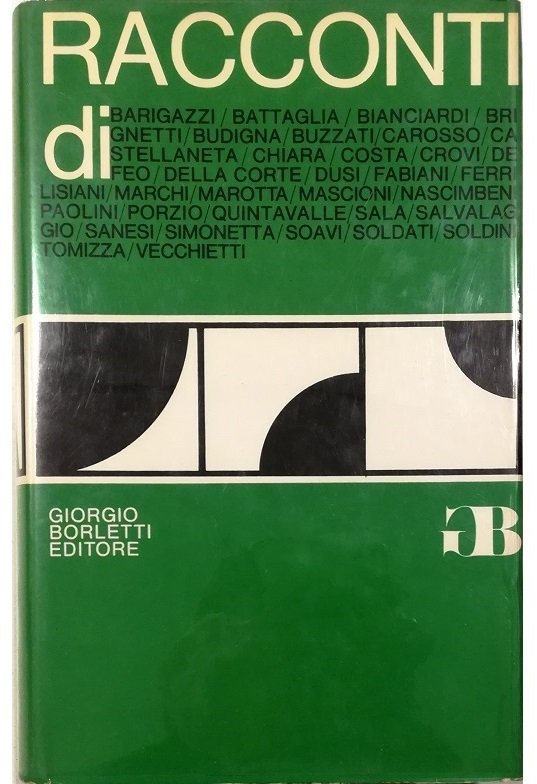 RACCONTI
di
BARIGAZZI/BATTAGLIA/BIANCIARDI/BRI
GNETTI/BUDIGNA/BUZZATI/CAROSSO/CA
STELLANETA/CHIARA/COSTA/CROVI/DE
FEO/DELLA CORTE/DUSI/FABIANI/FERRI
LISIANI/MARCHI/MAROTTA/MASCIONI/NASCIMBENI
PAOLINI/PORZIO/QUINTAVALLE/SALA/SALVALAG
GIO/SANESI/SIMONETTA/SOAVI/SOLDATI/SOLDINI
TOMIZZA/VECCHIETTI
GIORGIO
BORLETTI
EDITORE
GB